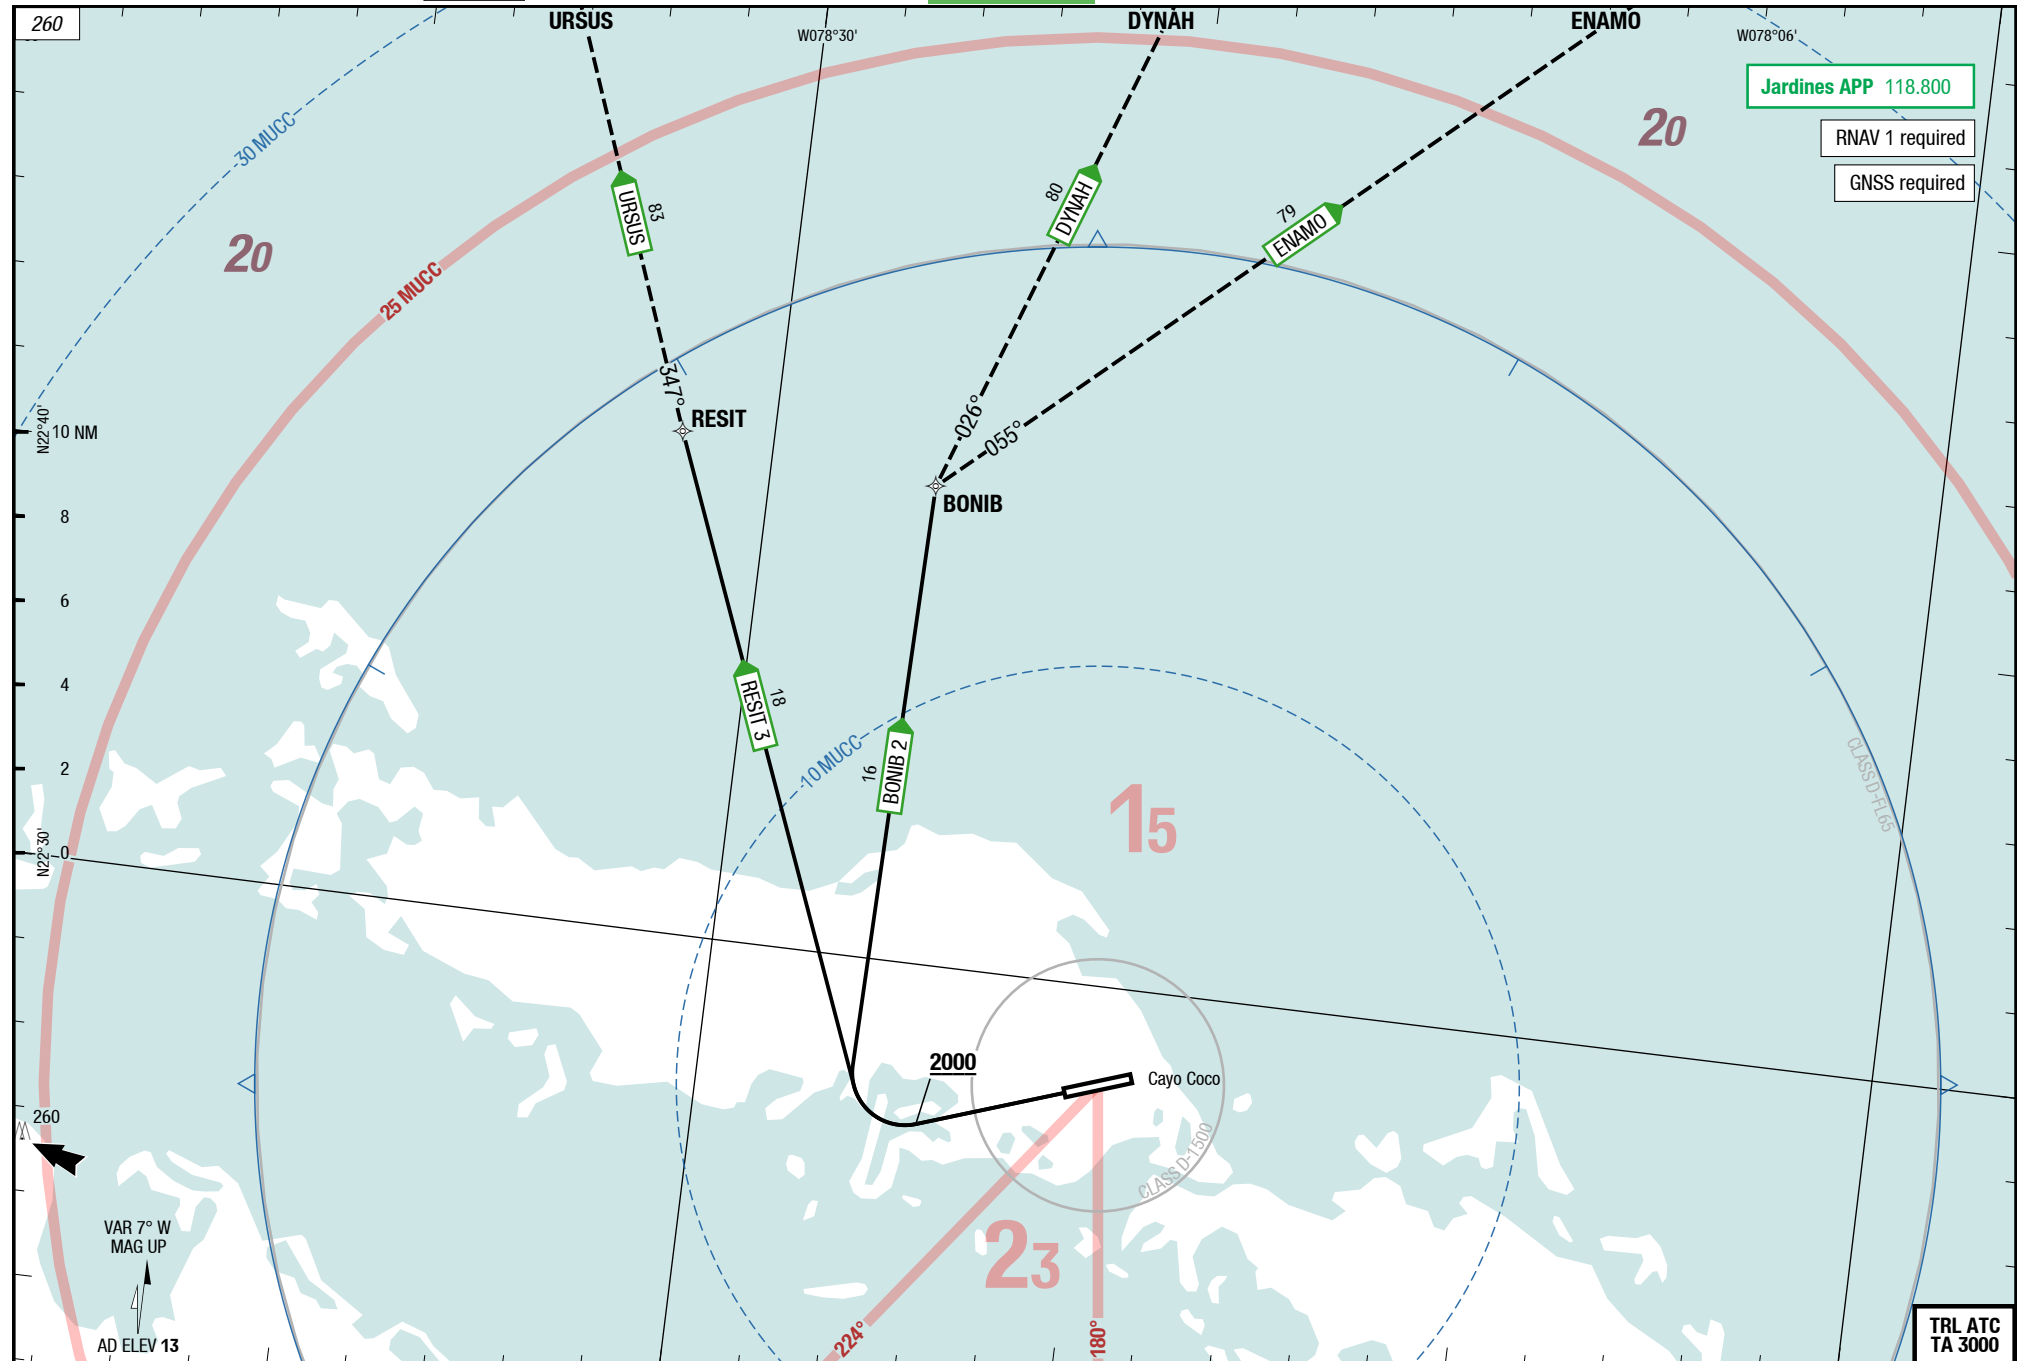 260
URSUS
DYNAH
ENAMO
W078°30'
W078°06'
Jardines APP 118.800
RNAV 1 required
GNSS required
30 MUCC
20
20
25 MUCC
URSUS
83
80
DYNAH
79
ENAMO
347°
RESIT
026°
055°
BONIB
N22°40'
10 NM
8
6
4
2
0
N22°30'
RESIT 3
18
16
BONIB 2
10 MUCC
15
CLASS D-FL65
2000
Cayo Coco
CLASS D-1500
260
23
224°
180°
VAR 7° W
MAG UP
AD ELEV 13
TRL ATC
TA 3000